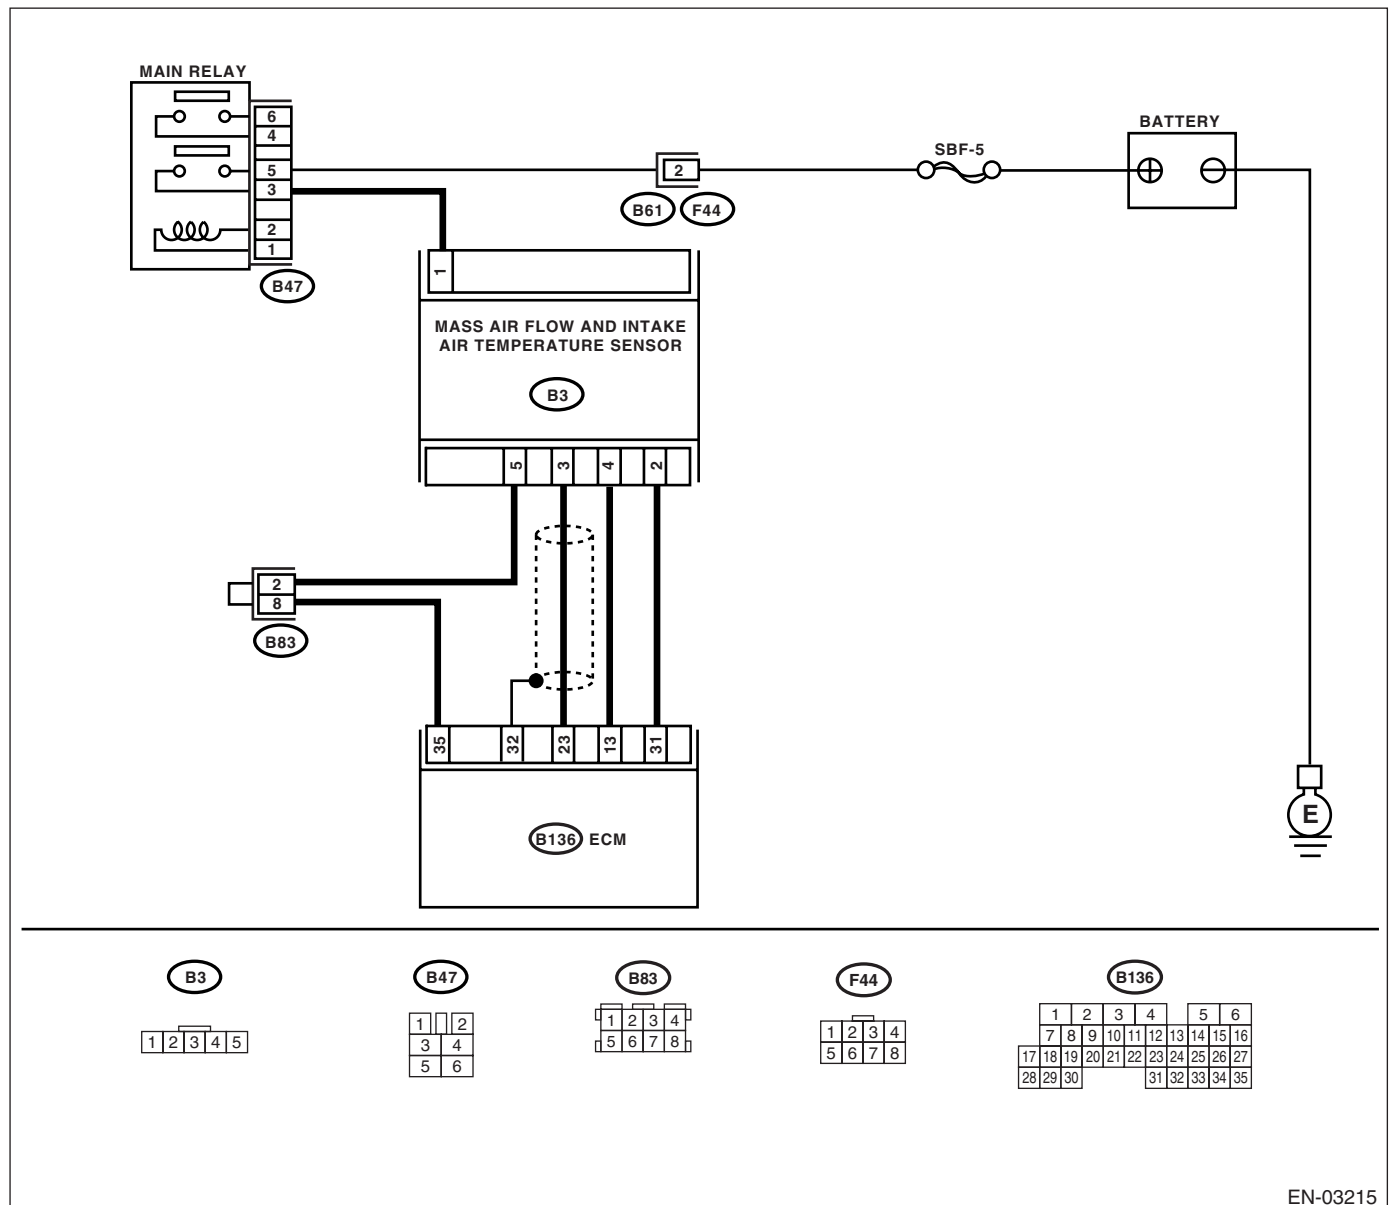 MAIN RELAY
6
4
5
3
2
1
B47
2
B61 F44
SBF-5
BATTERY
1
MASS AIR FLOW AND INTAKE
AIR TEMPERATURE SENSOR
B3
5 3 4 2
2
8
B83
35 32 23 13 31
B136 ECM
E
B3
1 2 3 4 5
B47
1 2
3 4
5 6
B83
1 2 3 4
5 6 7 8
F44
1 2 3 4
5 6 7 8
B136
1 2 3 4 5 6
7 8 9 10 11 12 13 14 15 16
17 18 19 20 21 22 23 24 25 26 27
28 29 30 31 32 33 34 35
EN-03215